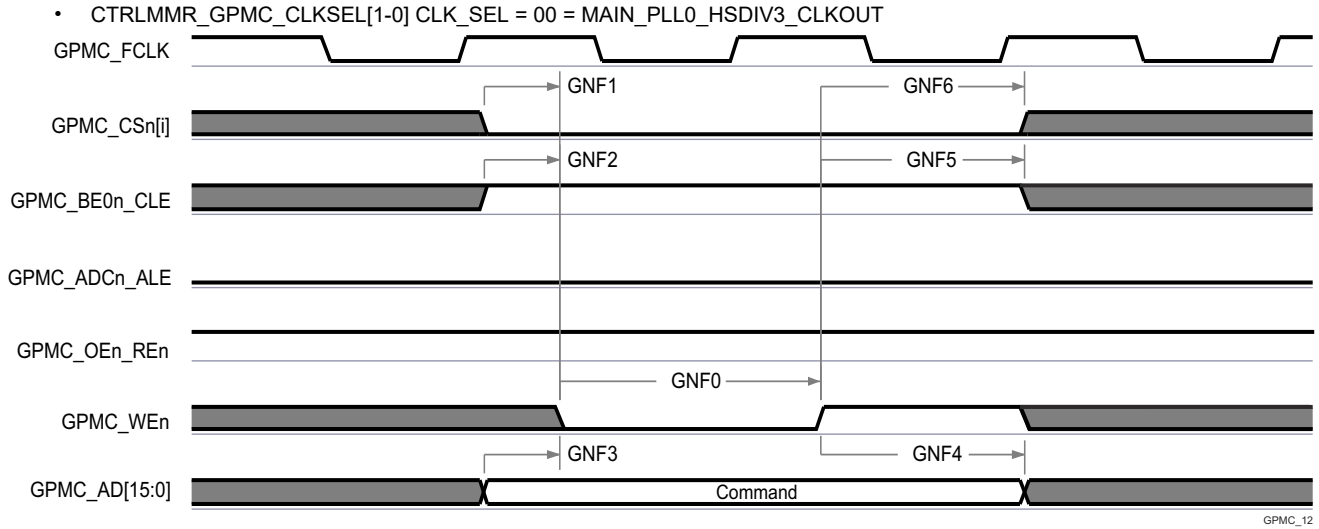 • CTRLMMR_GPMC_CLKSEL[1-0] CLK_SEL = 00 = MAIN_PLL0_HSDIV3_CLKOUT
GPMC_FCLK
GNF1
GNF6
GPMC_CSn[i]
GNF2
GNF5
GPMC_BE0n_CLE
GPMC_ADCn_ALE
GPMC_OEn_REn
GNF0
GPMC_WEn
GNF3
GNF4
GPMC_AD[15:0]
Command
GPMC_12